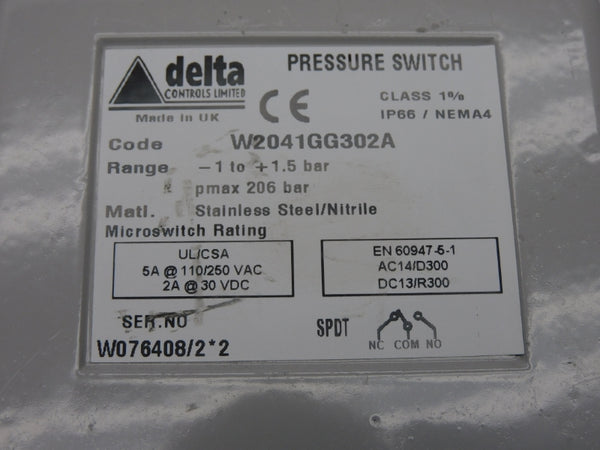 delta
CONTROLS LIMITED
Made in UK
CE
PRESSURE SWITCH
CLASS 1%
IP66 / NEMA4
Code W2041GG302A
Range −1 to +1.5 bar
pmax 206 bar
Matl. Stainless Steel/Nitrile
Microswitch Rating
UL/CSA
5A @ 110/250 VAC
2A @ 30 VDC
EN 60947-5-1
AC14/D300
DC13/R300
SER.NO
W076408/2*2
SPDT
NC COM NO